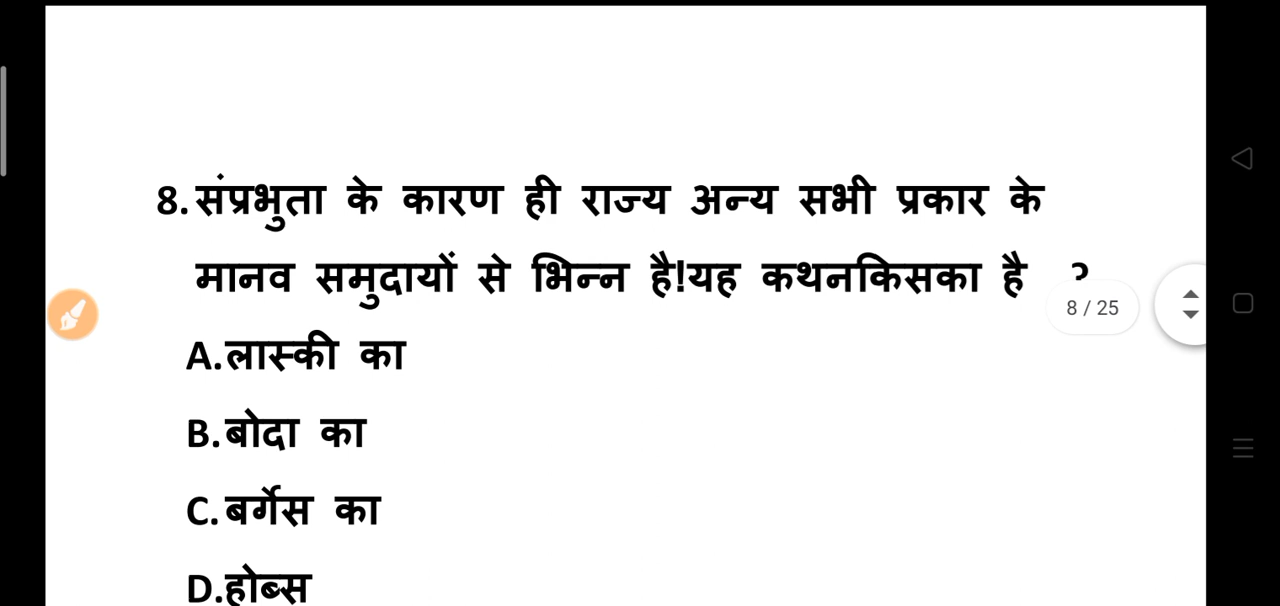 8.संप्रभुता के कारण ही राज्य अन्य सभी प्रकार के
मानव समुदायों से भिन्न है!यह कथनकिसका है ?
8 / 25
A.लास्की का
B.बोदा का
C.बर्गेस का
D.होब्स